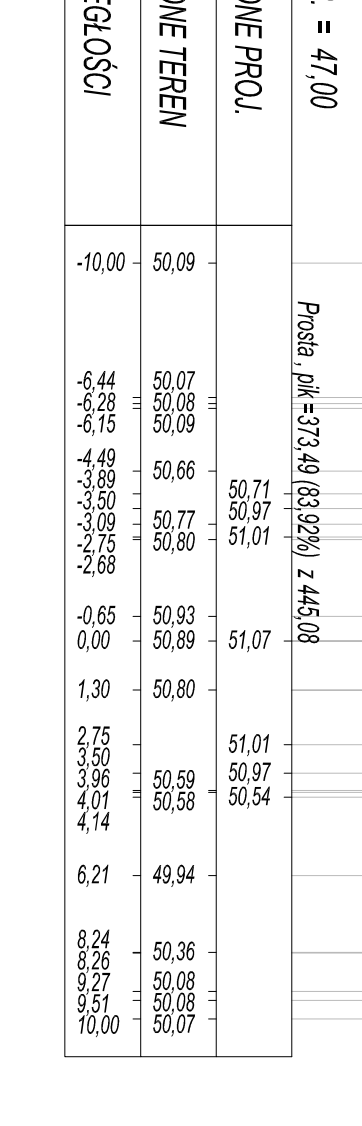 . = 47,00
ONE PROJ.
ONE TEREN
EGŁOŚCI
Prosta , pik =373,49 (83,92%) z 445,08
-10,00 50,09
-6,44 50,07
-6,28 50,08
-6,15 50,09
-4,49 50,66
-3,89 50,71
-3,50 50,97
-3,09 50,77
-2,75 50,80 51,01
-2,68
-0,65 50,93
0,00 50,89 51,07
1,30 50,80
2,75 51,01
3,50 50,97
3,96 50,59
4,01 50,58 50,54
4,14
6,21 49,94
8,24
8,26 50,36
9,27 50,08
9,51 50,08
10,00 50,07